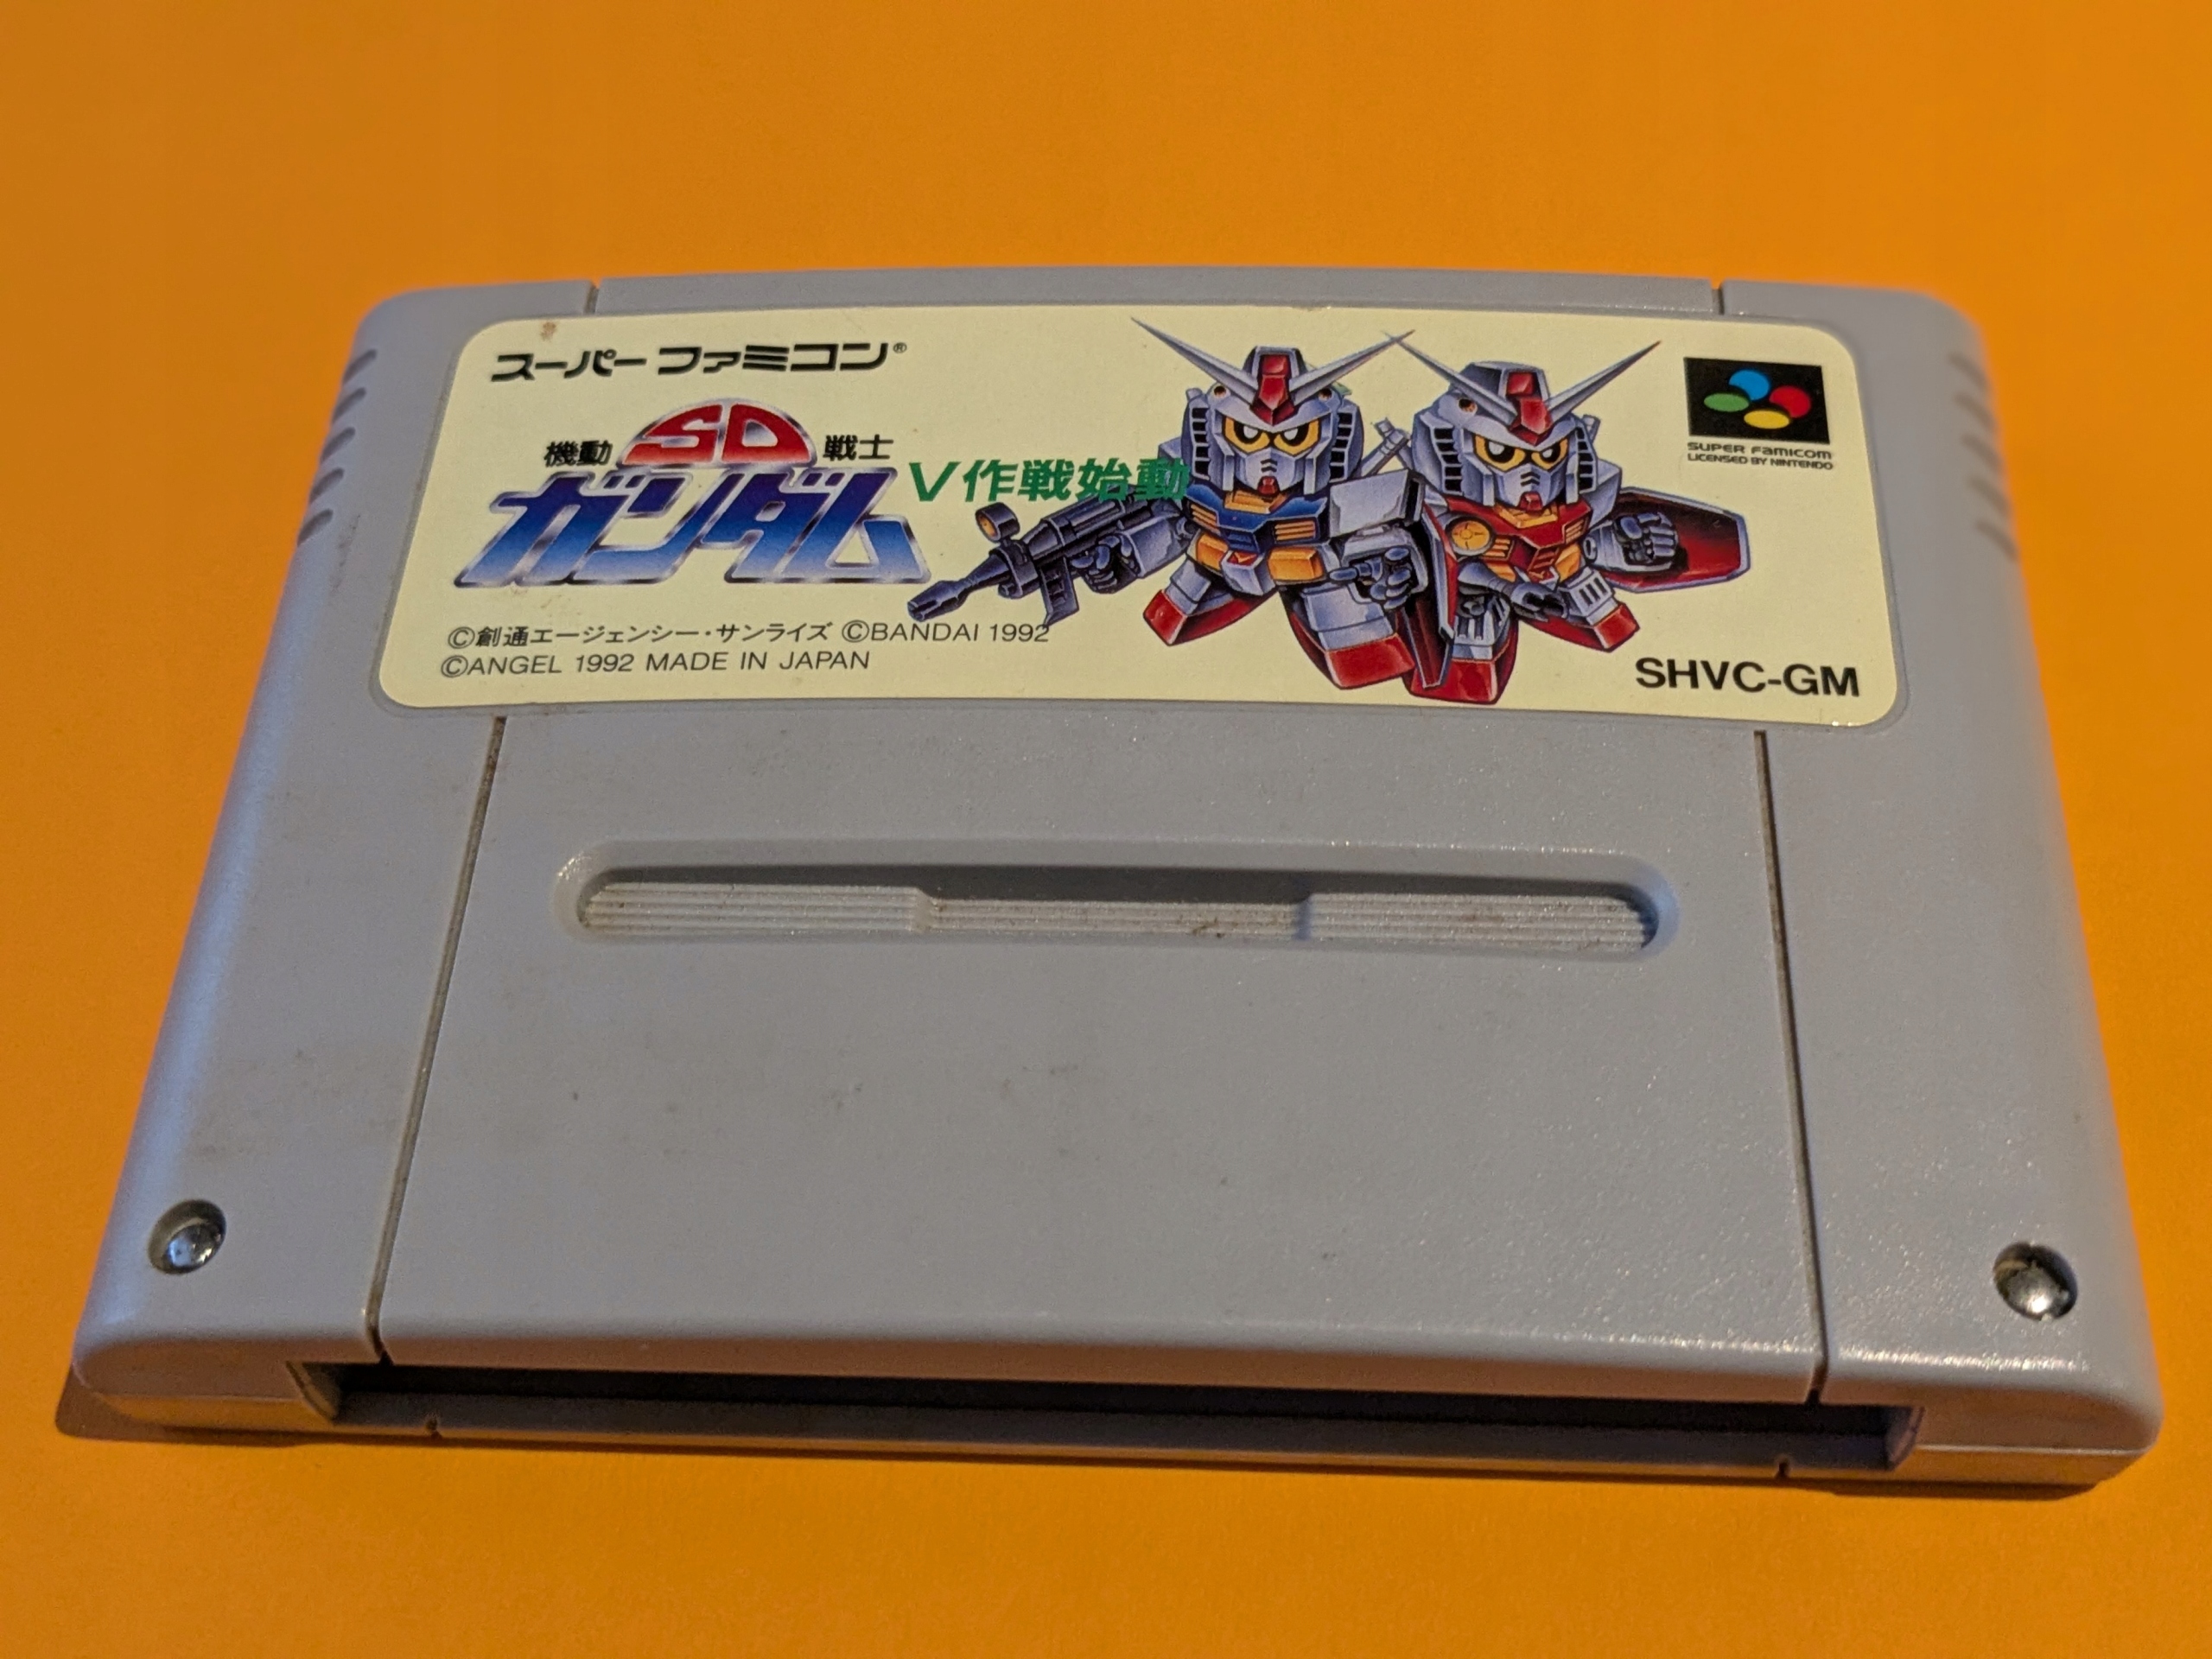 スーパーファミコン®
機動 SD 戦士
ガンダム V作戦始動
©創通エージェンシー・サンライズ ©BANDAI 1992
©ANGEL 1992 MADE IN JAPAN
SUPER FAMICOM
LICENSED BY NINTENDO
SHVC-GM